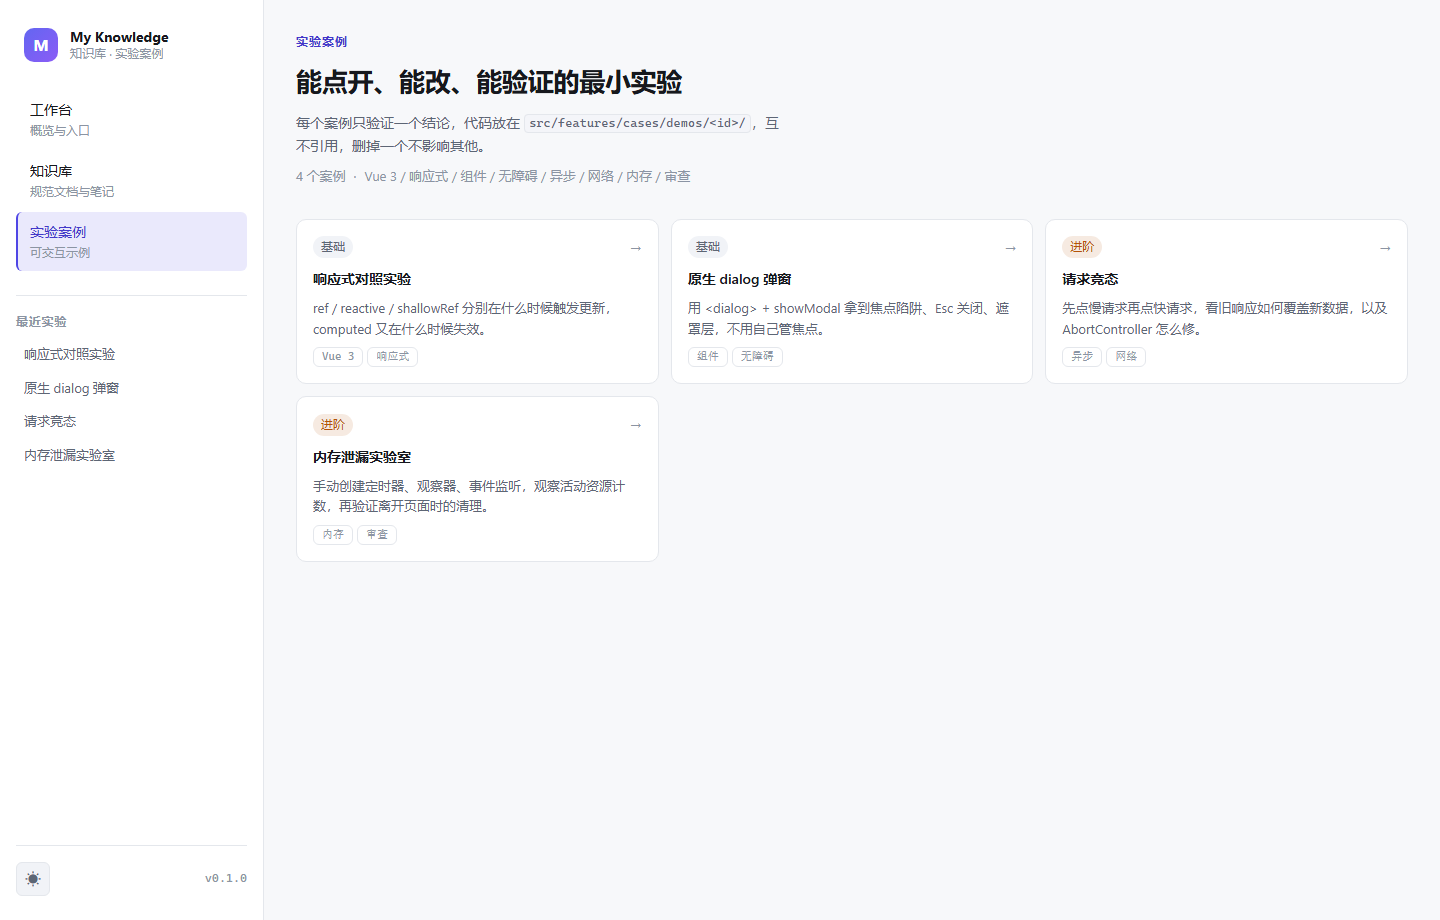 M
My Knowledge
知识库 · 实验案例
工作台
概览与入口
知识库
规范文档与笔记
实验案例
可交互示例
最近实验
响应式对照实验
原生 dialog 弹窗
请求竞态
内存泄漏实验室
v0.1.0
实验案例
能点开、能改、能验证的最小实验
每个案例只验证一个结论，代码放在 src/features/cases/demos/<id>/，互
不引用，删掉一个不影响其他。
4 个案例 · Vue 3 / 响应式 / 组件 / 无障碍 / 异步 / 网络 / 内存 / 审查
基础 →
响应式对照实验
ref / reactive / shallowRef 分别在什么时候触发更新，
computed 又在什么时候失效。
Vue 3 响应式
基础 →
原生 dialog 弹窗
用 <dialog> + showModal 拿到焦点陷阱、Esc 关闭、遮
罩层，不用自己管焦点。
组件 无障碍
进阶 →
请求竞态
先点慢请求再点快请求，看旧响应如何覆盖新数据，以及
AbortController 怎么修。
异步 网络
进阶 →
内存泄漏实验室
手动创建定时器、观察器、事件监听，观察活动资源计
数，再验证离开页面时的清理。
内存 审查